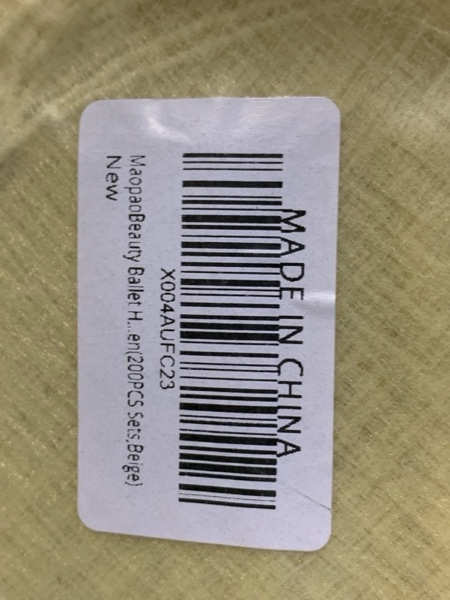 MADE IN CHINA
X004AUFC23
MaopaoBeauty Ballet H...en(200PCS Sets,Beige)
New